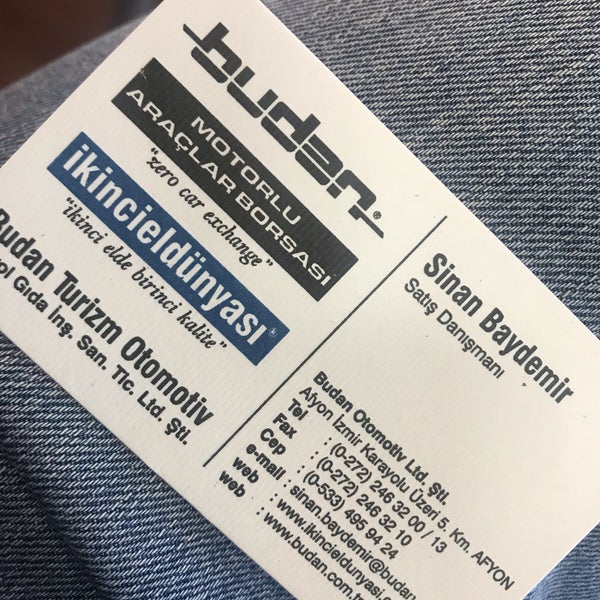 budan®
MOTORLU
ARAÇLAR BORSASI
"zero car exchange"
ikincieldünyası®
"ikinci elde birinci kalite"
Budan Turizm Otomotiv
Gıda İnş. San. Tic. Ltd. Şti.
Sinan Baydemir
Satış Danışmanı
Budan Otomotiv Ltd. Şti.
Afyon İzmir Karayolu Üzeri 5. Km. AFYON
Tel : (0-272) 246 32 00 / 13
Fax : (0-272) 246 32 10
Cep : (0-539) 495 94 24
e-mail : sinan.baydemir@budan
web : www.ikincieldunyasi.
web : www.budan.com.t